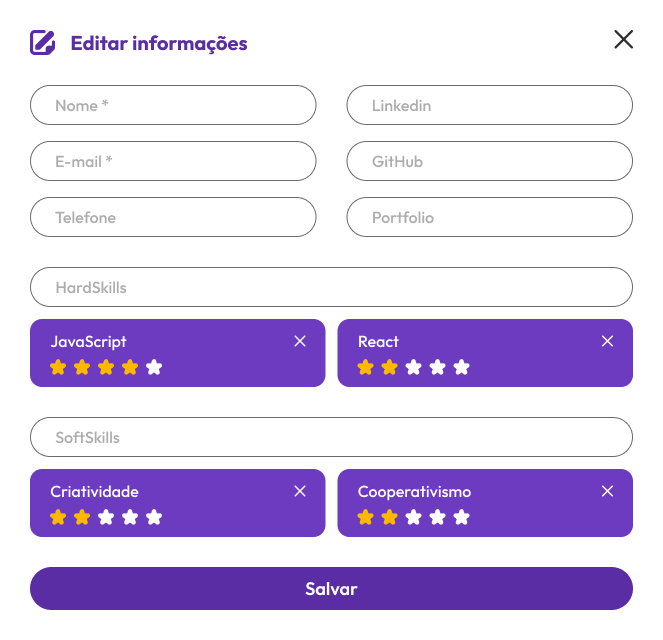 Editar informações
Nome *
Linkedin
E-mail *
GitHub
Telefone
Portfolio
HardSkills
JavaScript
React
SoftSkills
Criatividade
Cooperativismo
Salvar